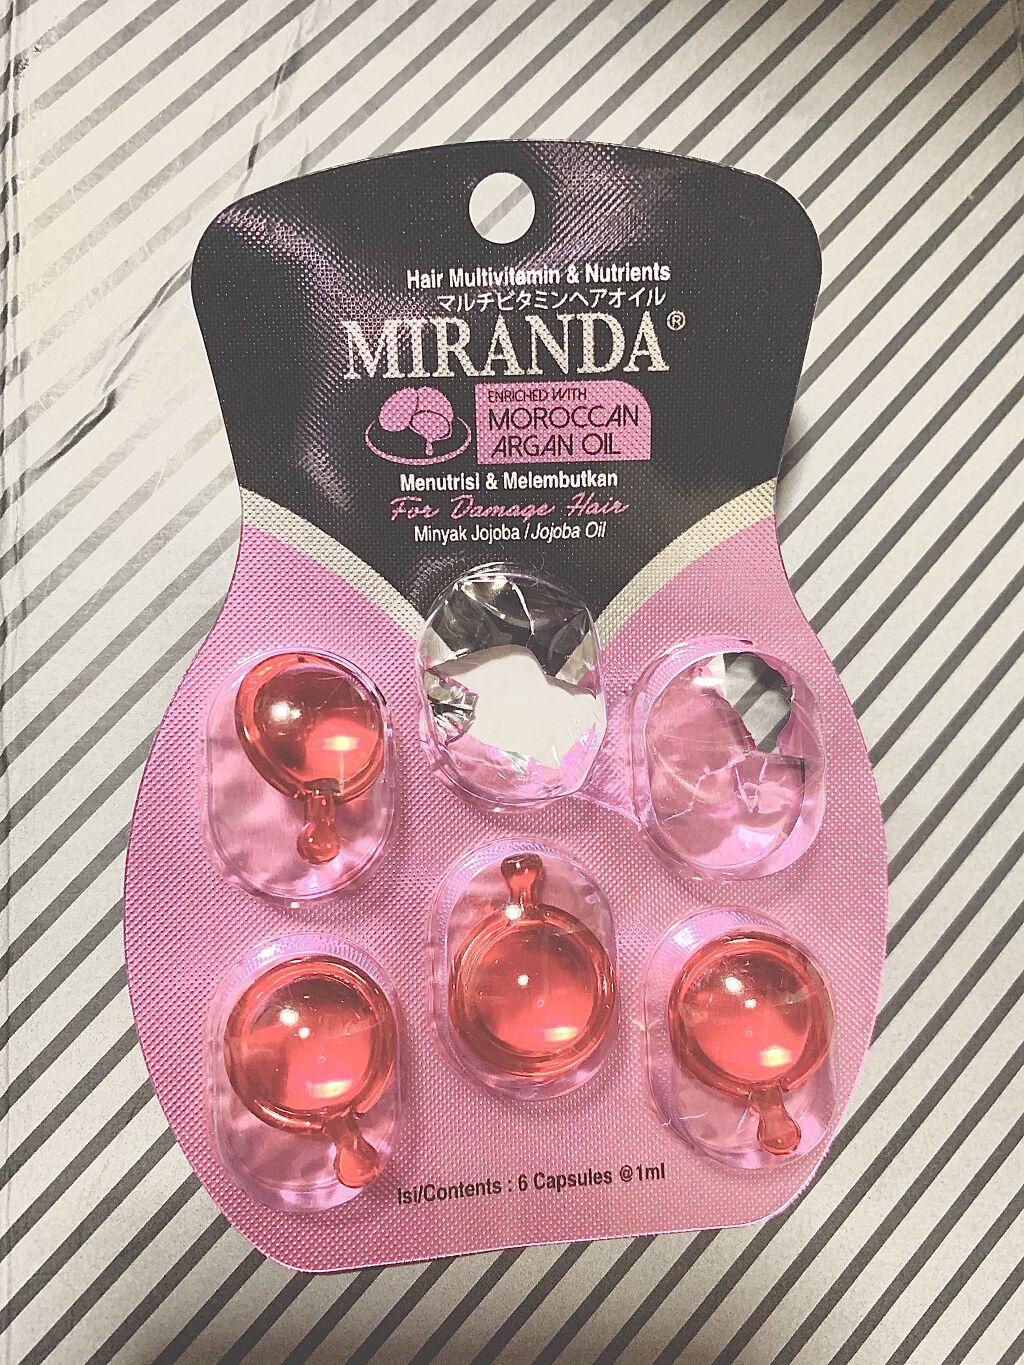 Hair Multivitamin & Nutrients
マルチビタミンヘアオイル
MIRANDA®
ENRICHED WITH
MOROCCAN
ARGAN OIL
Menutrisi & Melembutkan
For Damage Hair
Minyak Jojoba / Jojoba Oil
Isi/Contents : 6 Capsules @1ml